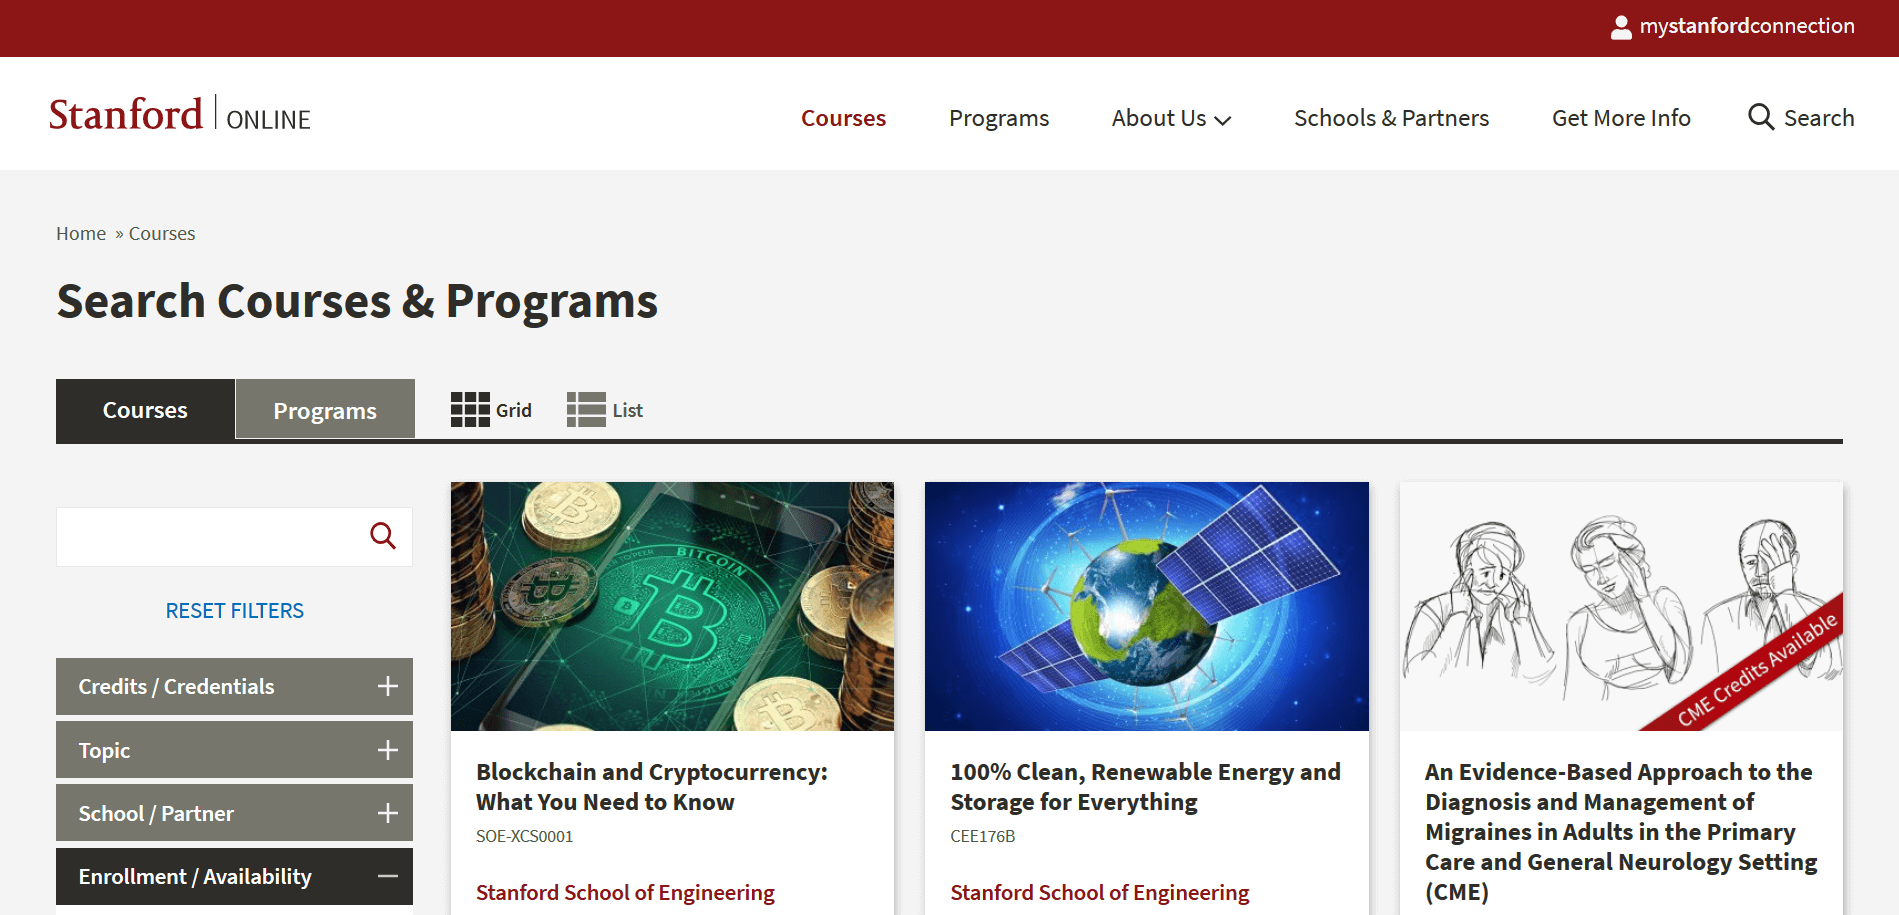 mystanfordconnection
Stanford | ONLINE
Courses
Programs
About Us
Schools & Partners
Get More Info
Search
Home » Courses
Search Courses & Programs
Courses
Programs
Grid
List
RESET FILTERS
Credits / Credentials
Topic
School / Partner
Enrollment / Availability
BITCOIN
Blockchain and Cryptocurrency:
What You Need to Know
SOE-XCS0001
Stanford School of Engineering
100% Clean, Renewable Energy and
Storage for Everything
CEE176B
Stanford School of Engineering
CME Credits Available
An Evidence-Based Approach to the
Diagnosis and Management of
Migraines in Adults in the Primary
Care and General Neurology Setting
(CME)